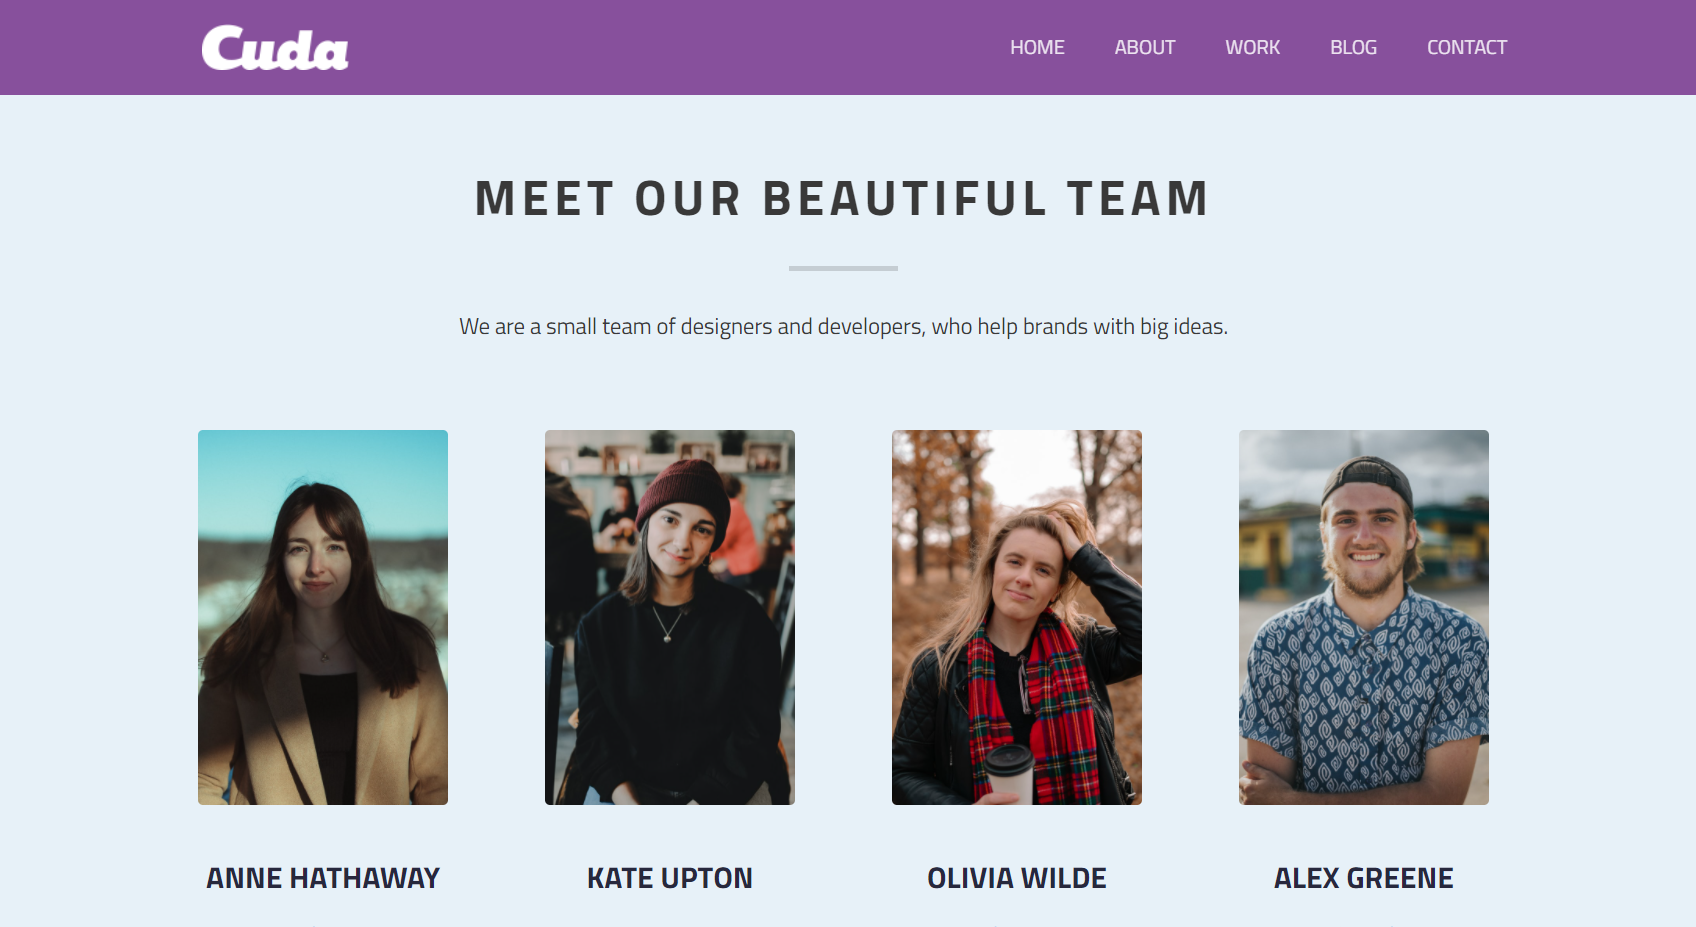 Cuda
HOME ABOUT WORK BLOG CONTACT
MEET OUR BEAUTIFUL TEAM
We are a small team of designers and developers, who help brands with big ideas.
ANNE HATHAWAY
KATE UPTON
OLIVIA WILDE
ALEX GREENE